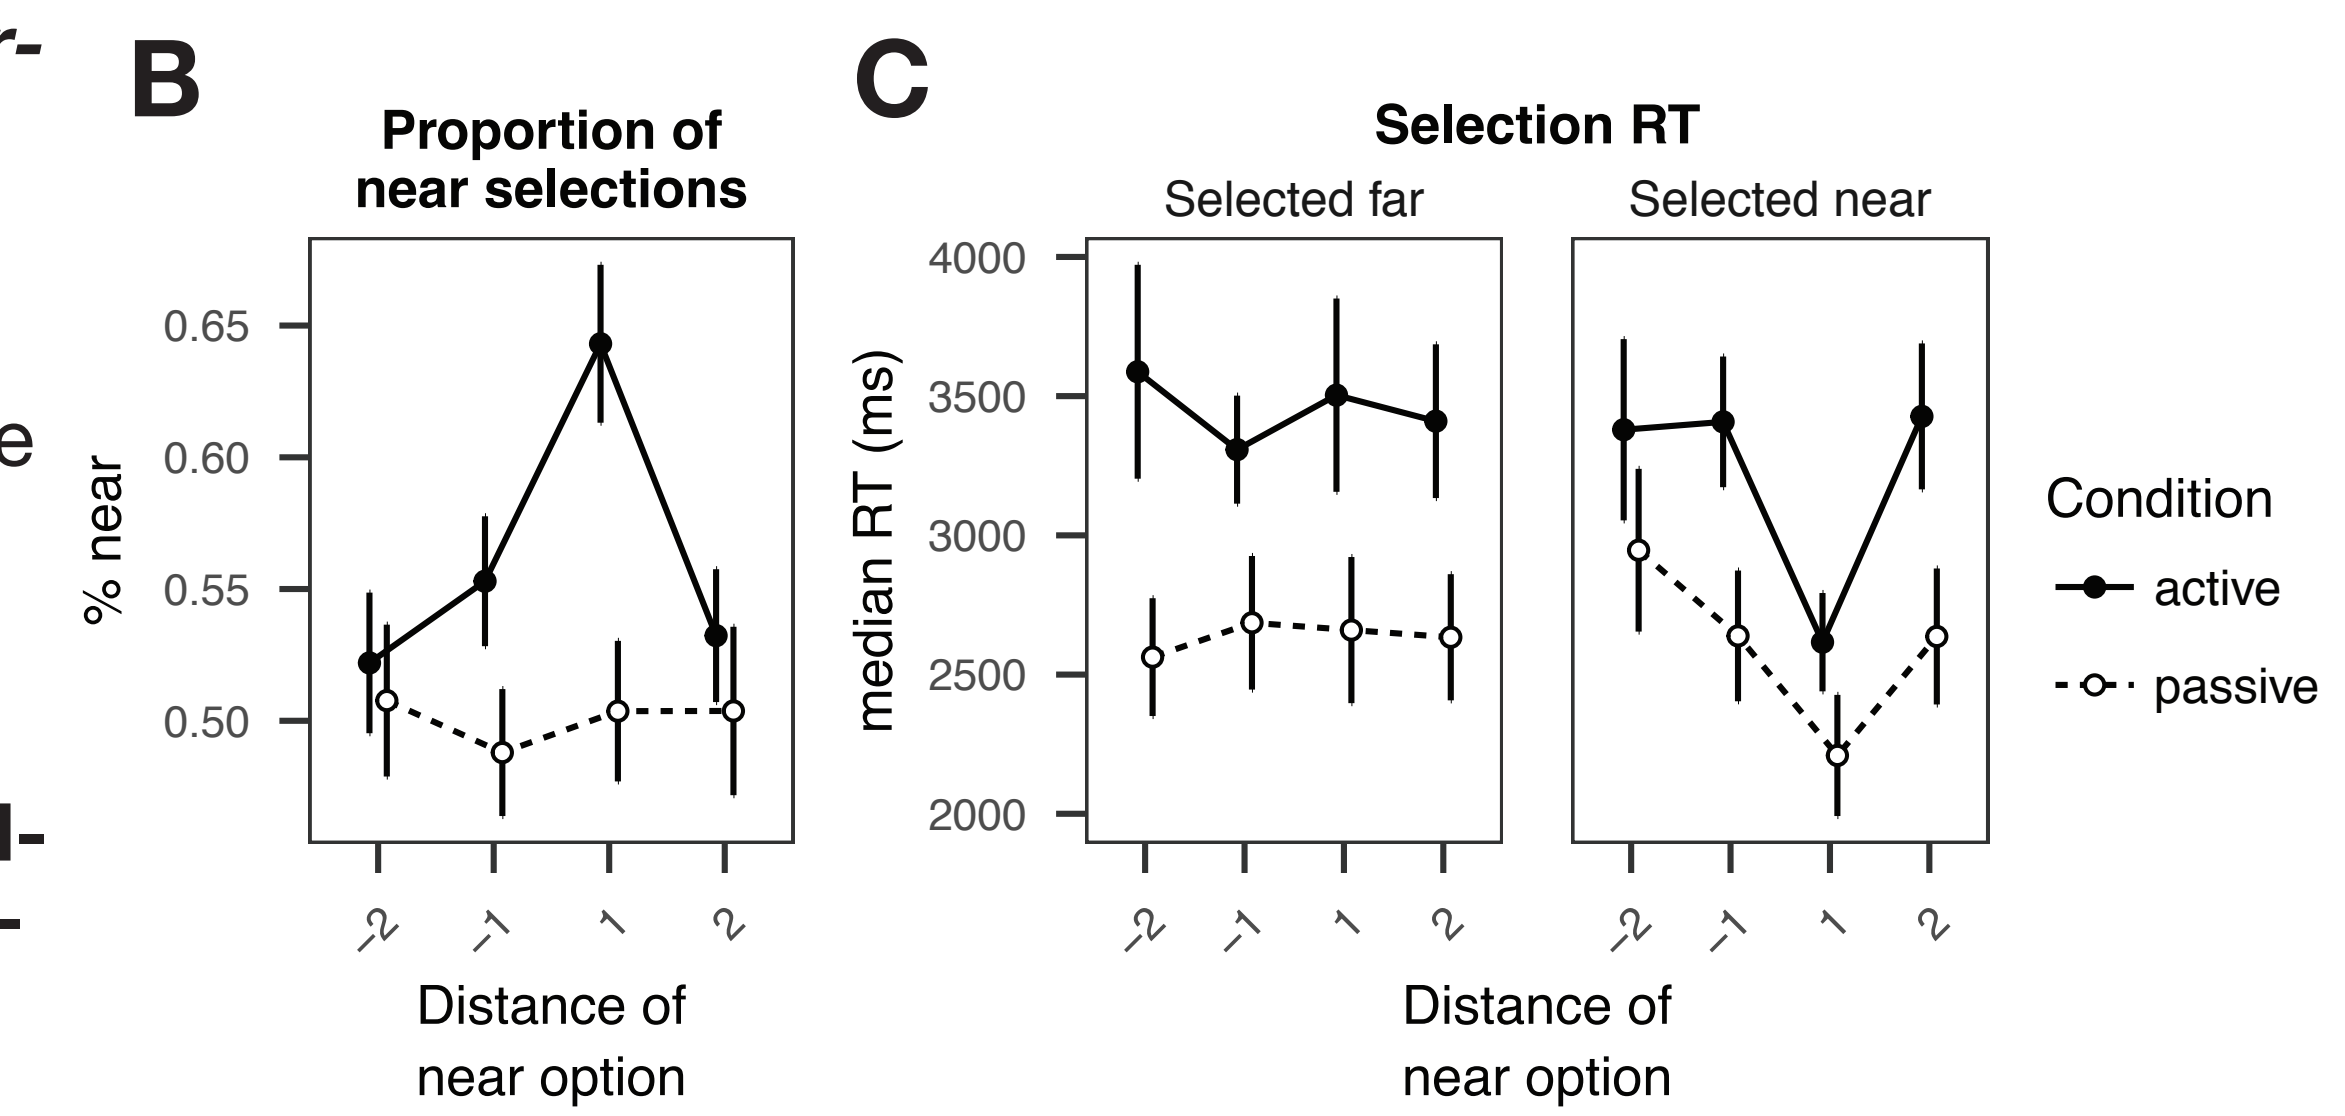 r-
e
l-
-
B
Proportion of
near selections
% near
0.65
0.60
0.55
0.50
−2
−1
1
2
Distance of
near option
C
Selection RT
Selected far
Selected near
median RT (ms)
4000
3500
3000
2500
2000
−2
−1
1
2
−2
−1
1
2
Distance of
near option
Condition
active
passive